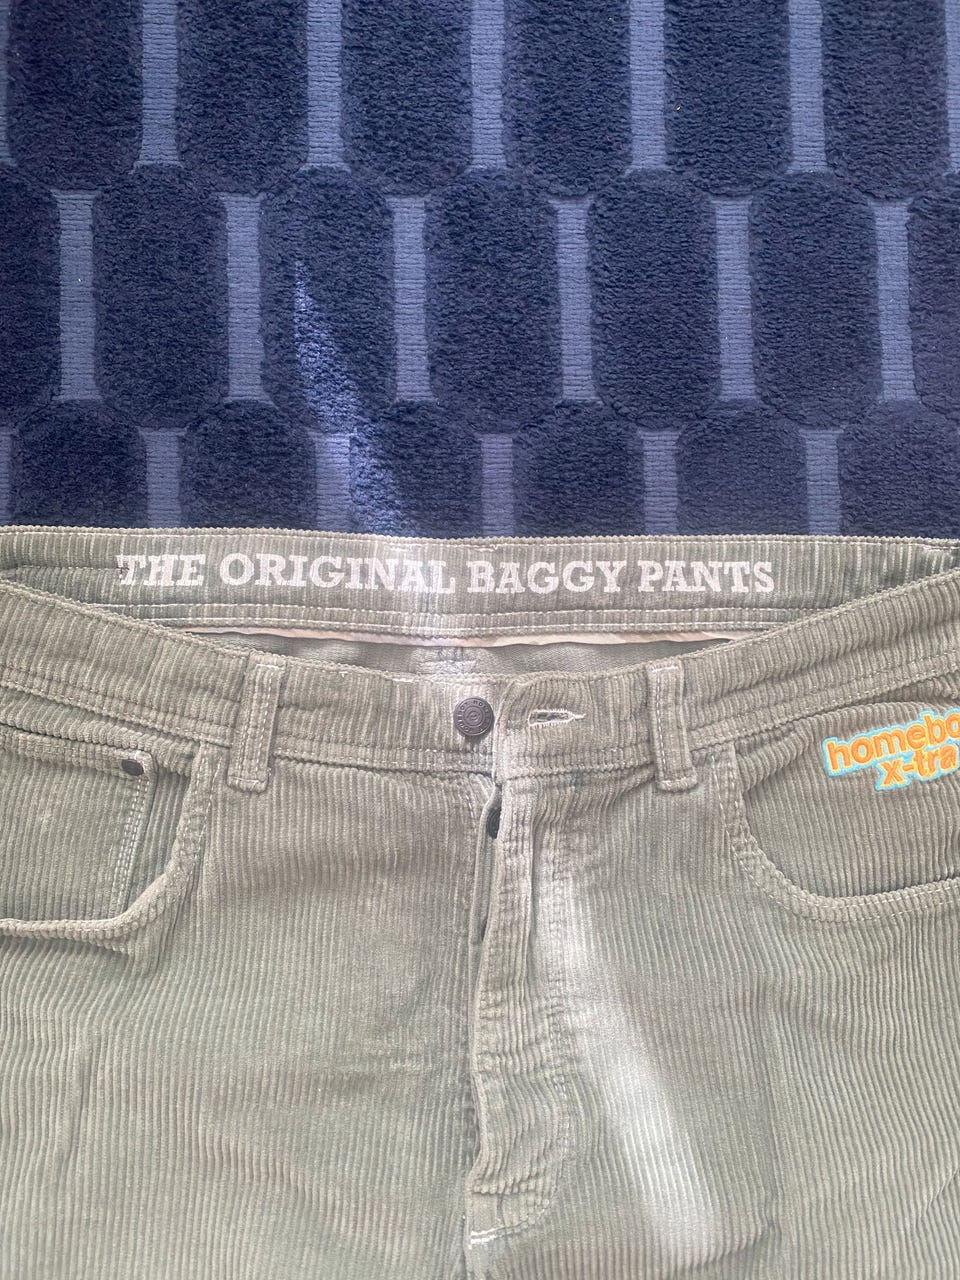 THE ORIGINAL BAGGY PANTS
homebo
x-tra